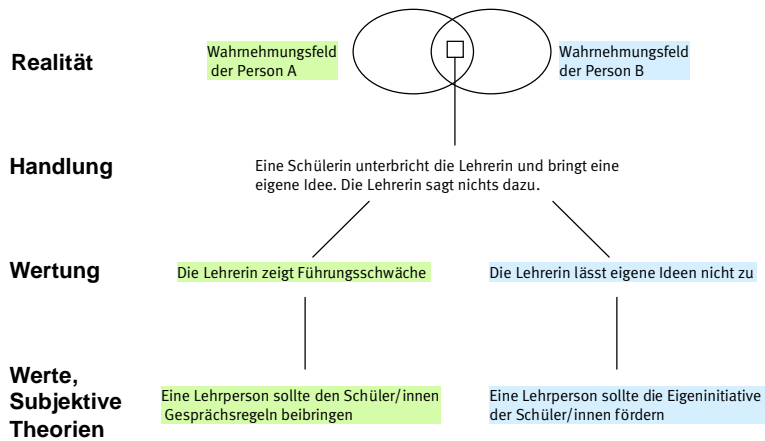 Realität
Wahrnehmungsfeld
der Person A
Wahrnehmungsfeld
der Person B
Handlung
Eine Schülerin unterbricht die Lehrerin und bringt eine
eigene Idee. Die Lehrerin sagt nichts dazu.
Wertung
Die Lehrerin zeigt Führungsschwäche
Die Lehrerin lässt eigene Ideen nicht zu
Werte,
Subjektive
Theorien
Eine Lehrperson sollte den Schüler/innen
Gesprächsregeln beibringen
Eine Lehrperson sollte die Eigeninitiative
der Schüler/innen fördern